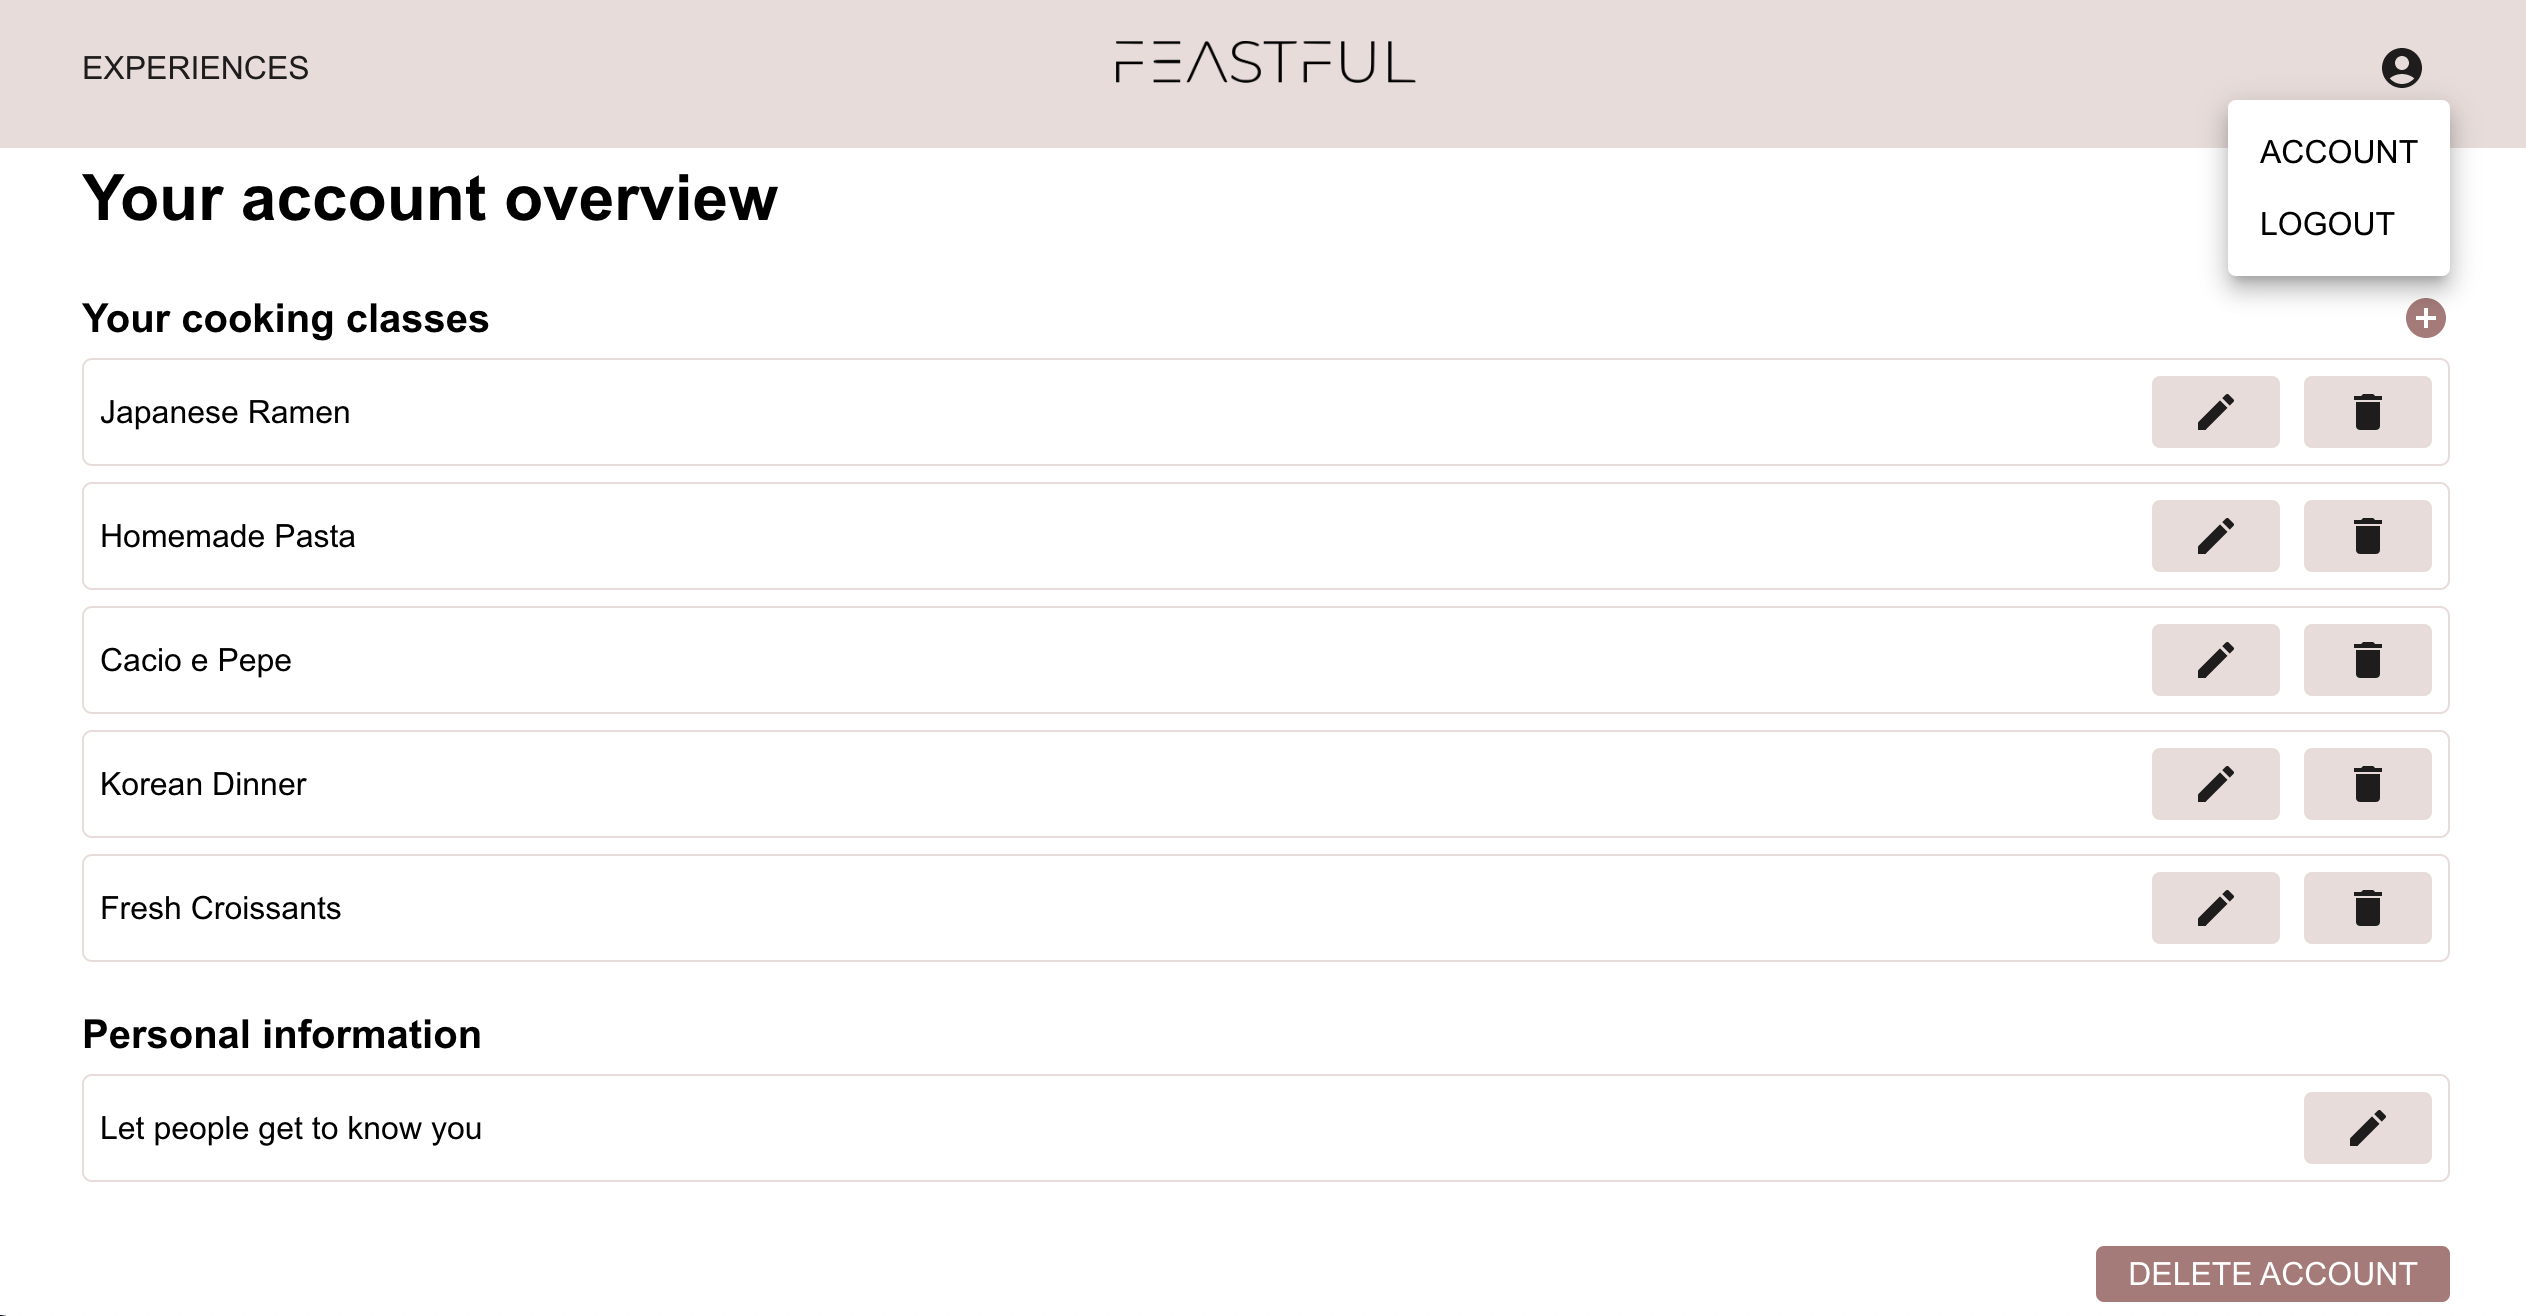 EXPERIENCES
FEASTFUL
ACCOUNT
LOGOUT
Your account overview
Your cooking classes
Japanese Ramen
Homemade Pasta
Cacio e Pepe
Korean Dinner
Fresh Croissants
Personal information
Let people get to know you
DELETE ACCOUNT